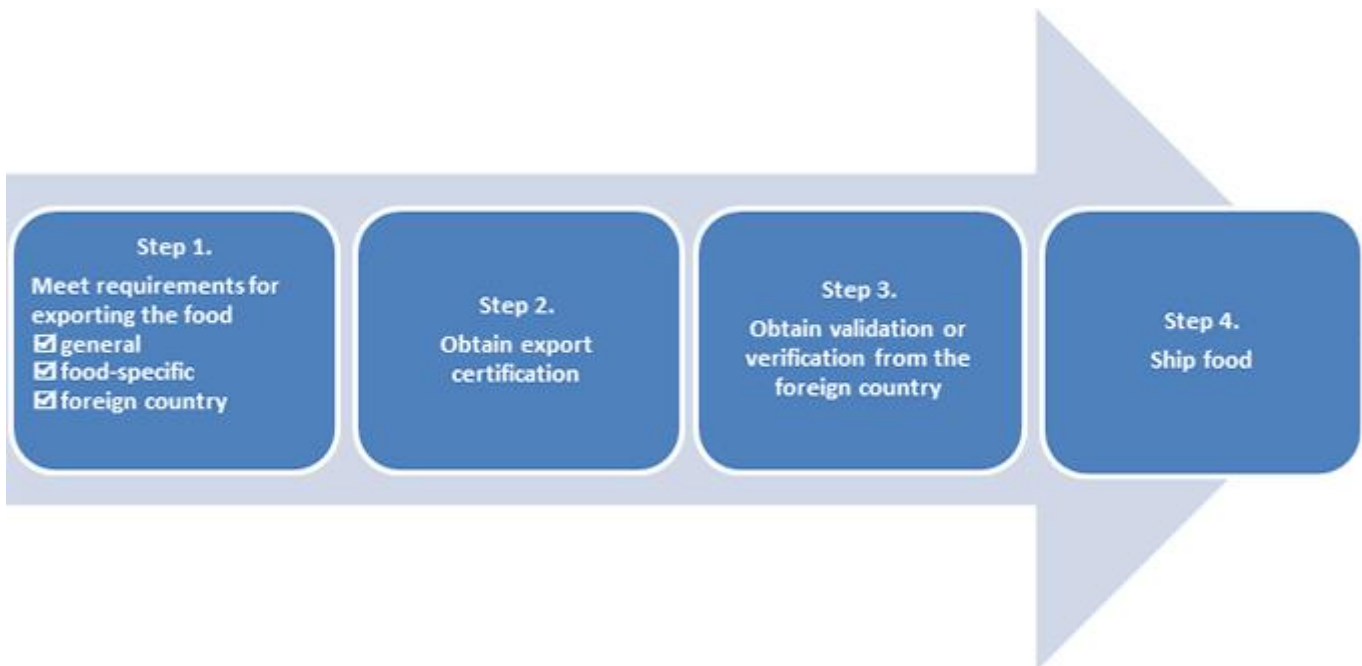 Step 1.
Meet requirements for
exporting the food
☑ general
☑ food-specific
☑ foreign country
Step 2.
Obtain export
certification
Step 3.
Obtain validation or
verification from the
foreign country
Step 4.
Ship food